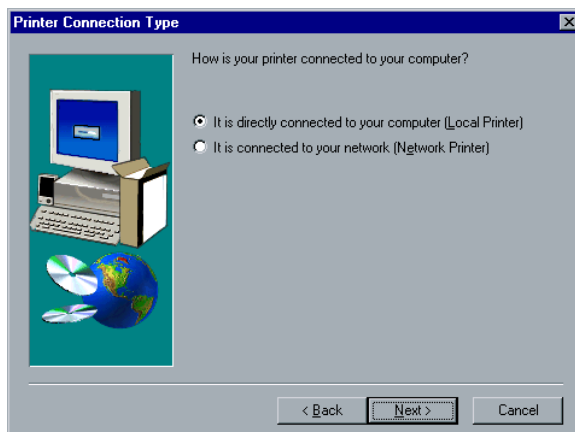 Printer Connection Type
How is your printer connected to your computer?
It is directly connected to your computer (Local Printer)
It is connected to your network (Network Printer)
< Back
Next >
Cancel